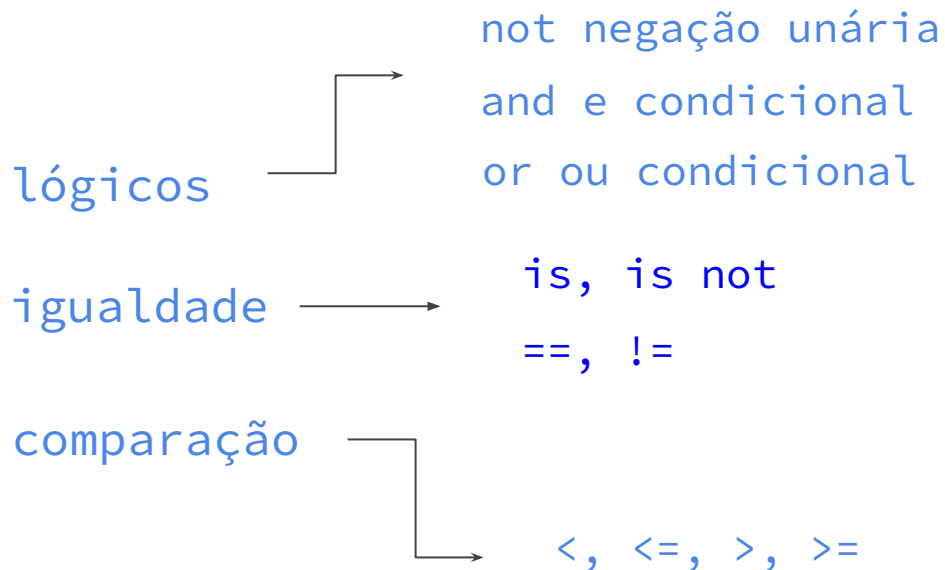 not negação unária
and e condicional
or ou condicional
lógicos
is, is not
igualdade
==, !=
comparação
<, <=, >, >=